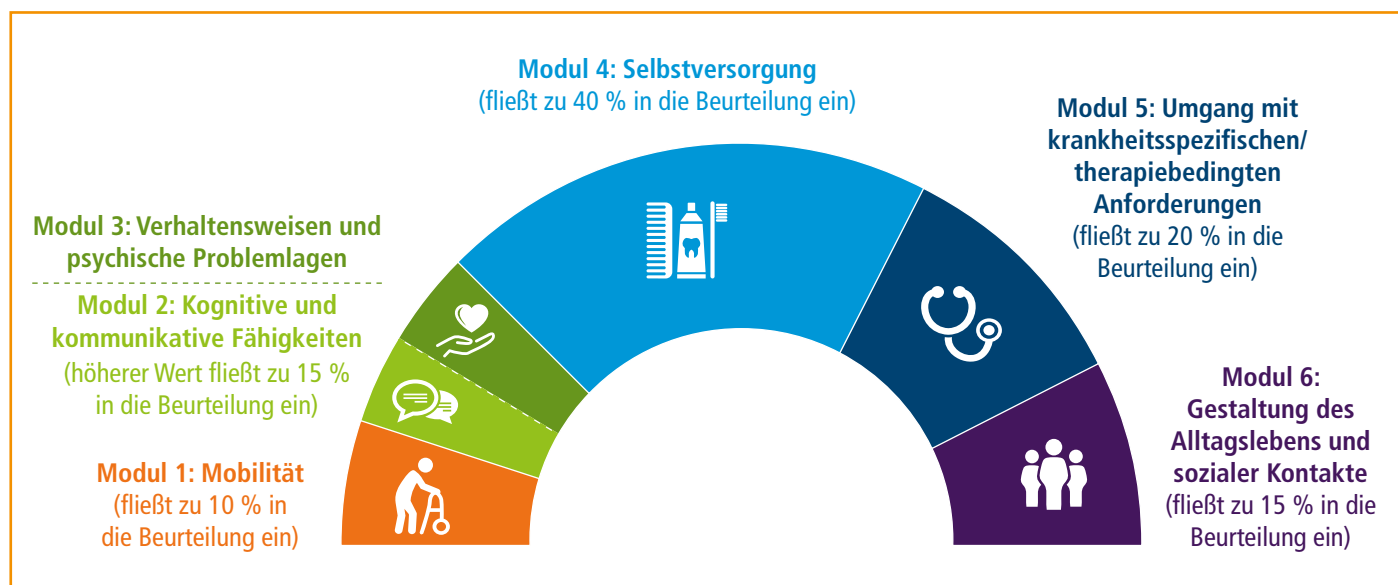 Modul 4: Selbstversorgung
(fließt zu 40 % in die Beurteilung ein)
Modul 5: Umgang mit
krankheitsspezifischen/
therapiebedingten
Anforderungen
(fließt zu 20 % in die
Beurteilung ein)
Modul 3: Verhaltensweisen und
psychische Problemlagen
Modul 2: Kognitive und
kommunikative Fähigkeiten
(höherer Wert fließt zu 15 %
in die Beurteilung ein)
Modul 6:
Gestaltung des
Alltagslebens und
sozialer Kontakte
(fließt zu 15 % in die
Beurteilung ein)
Modul 1: Mobilität
(fließt zu 10 % in
die Beurteilung ein)